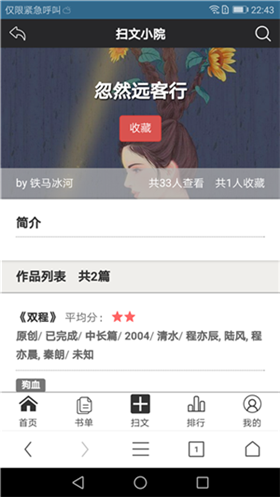 仅限紧急呼叫 22:43
扫文小院
忽然远客行
收藏
by 铁马冰河 共33人查看 共1人收藏
简介
作品列表 共2篇
《双程》 平均分：
原创/ 已完成/ 中长篇/ 2004/ 清水/ 程亦辰, 陆风, 程
亦晨, 秦朗/ 未知
狗血
首页 书单 扫文 排行 我的
1